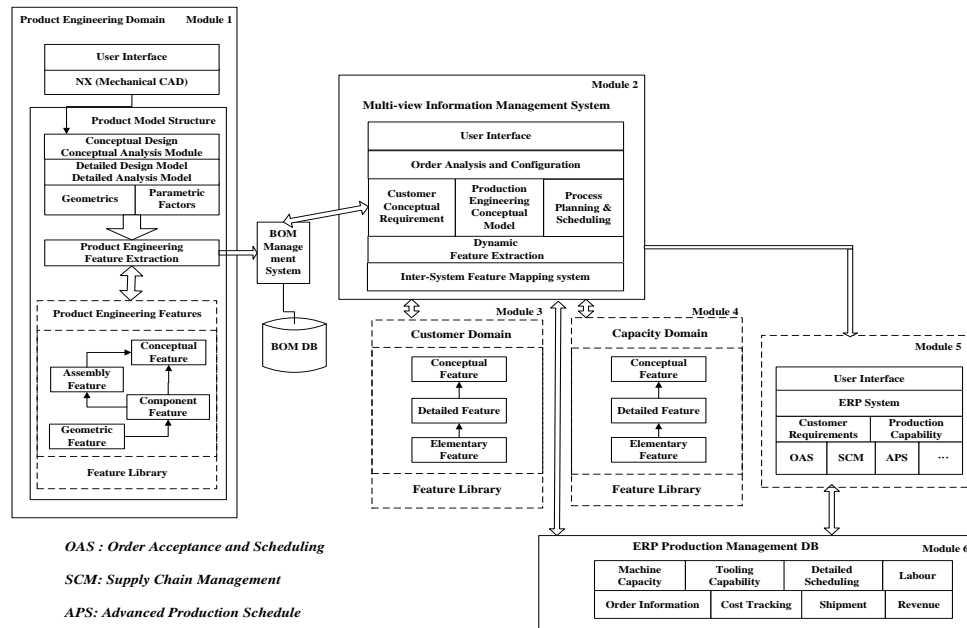 Product Engineering Domain
Module 1
User Interface
NX (Mechanical CAD)
Product Model Structure
Conceptual Design
Conceptual Analysis Module
Detailed Design Model
Detailed Analysis Model
Geometrics
Parametric
Factors
Product Engineering
Feature Extraction
Product Engineering Features
Conceptual
Feature
Assembly
Feature
Component
Feature
Geometric
Feature
Feature Library
BOM
Manage
ment
System
BOM DB
Module 2
Multi-view Information Management System
User Interface
Order Analysis and Configuration
Customer
Conceptual
Requirement
Production
Engineering
Conceptual
Model
Process
Planning &
Scheduling
Dynamic
Feature Extraction
Inter-System Feature Mapping system
Module 3
Customer Domain
Conceptual
Feature
Detailed Feature
Elementary
Feature
Feature Library
Module 4
Capacity Domain
Conceptual
Feature
Detailed Feature
Elementary
Feature
Feature Library
Module 5
User Interface
ERP System
Customer
Requirements
Production
Capability
OAS
SCM
APS
...
ERP Production Management DB
Module 6
Machine
Capacity
Tooling
Capability
Detailed
Scheduling
Labour
Order Information
Cost Tracking
Shipment
Revenue
OAS : Order Acceptance and Scheduling
SCM: Supply Chain Management
APS: Advanced Production Schedule